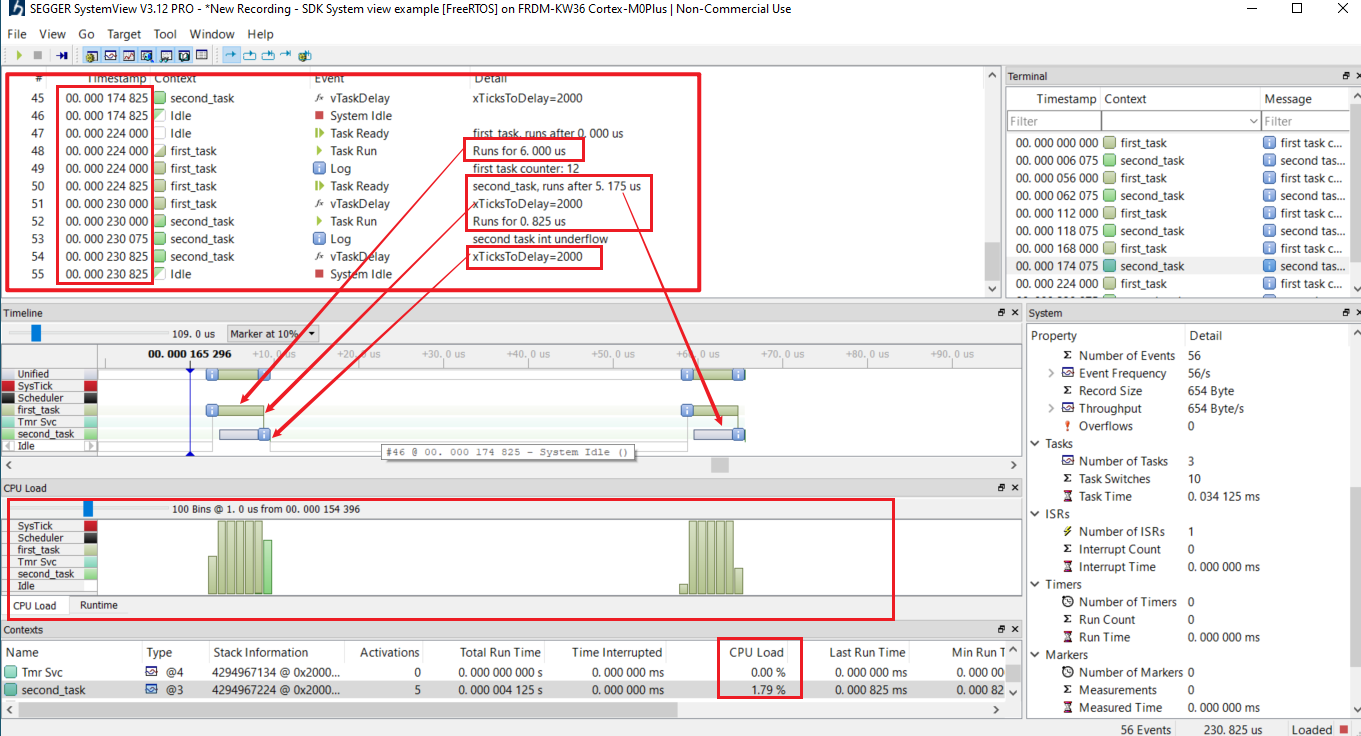 SEGGER SystemView V3.12 PRO - *New Recording - SDK System view example [FreeRTOS] on FRDM-KW36 Cortex-M0Plus | Non-Commercial Use
File View Go Target Tool Window Help
# Timestamp Context Event Detail
45 00. 000 174 825 second_task vTaskDelay xTicksToDelay=2000
46 00. 000 174 825 Idle System Idle
47 00. 000 224 000 Idle Task Ready first_task, runs after 0. 000 us
48 00. 000 224 000 first_task Task Run Runs for 6. 000 us
49 00. 000 224 000 first_task Log first task counter: 12
50 00. 000 224 825 first_task Task Ready second_task, runs after 5. 175 us
51 00. 000 230 000 first_task vTaskDelay xTicksToDelay=2000
52 00. 000 230 000 second_task Task Run Runs for 0. 825 us
53 00. 000 230 075 second_task Log second task int underflow
54 00. 000 230 825 second_task vTaskDelay xTicksToDelay=2000
55 00. 000 230 825 Idle System Idle
Terminal
Timestamp Context Message
Filter Filter
00. 000 000 000 first_task first task c...
00. 000 006 075 second_task second tas...
00. 000 056 000 first_task first task c...
00. 000 062 075 second_task second tas...
00. 000 112 000 first_task first task c...
00. 000 118 075 second_task second tas...
00. 000 168 000 first_task first task c...
00. 000 174 075 second_task second tas...
00. 000 224 000 first_task first task c...
Timeline
109. 0 us Marker at 10%
00. 000 165 296 +10. 0 us +20. 0 us +30. 0 us +40. 0 us +50. 0 us +60. 0 us +70. 0 us +80. 0 us +90. 0 us
Unified
SysTick
Scheduler
first_task
Tmr Svc
second_task
Idle
#46 @ 00. 000 174 825 - System Idle ()
CPU Load
100 Bins @ 1. 0 us from 00. 000 154 396
SysTick
Scheduler
first_task
Tmr Svc
second_task
Idle
CPU Load Runtime
Contexts
Name Type Stack Information Activations Total Run Time Time Interrupted CPU Load Last Run Time Min Run T
Tmr Svc @4 4294967134 @ 0x2000... 0 0. 000 000 000 s 0. 000 000 ms 0.00 % 0. 000 000 ms 0. 000 00
second_task @3 4294967224 @ 0x2000... 5 0. 000 004 125 s 0. 000 000 ms 1.79 % 0. 000 825 ms 0. 000 82
System
Property Detail
Number of Events 56
Event Frequency 56/s
Record Size 654 Byte
Throughput 654 Byte/s
Overflows 0
Tasks
Number of Tasks 3
Task Switches 10
Task Time 0. 034 125 ms
ISRs
Number of ISRs 1
Interrupt Count 0
Interrupt Time 0. 000 000 ms
Timers
Number of Timers 0
Run Count 0
Run Time 0. 000 000 ms
Markers
Number of Markers 0
Measurements 0
Measured Time 0. 000 000 ms
56 Events 230. 825 us Loaded